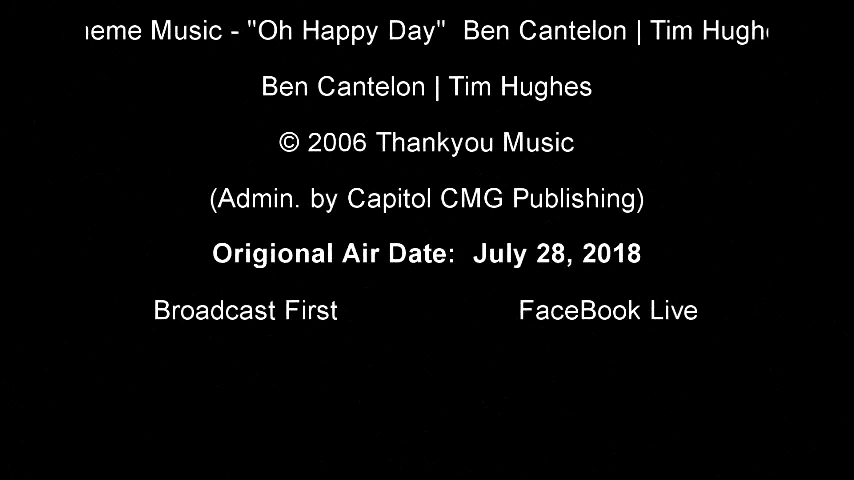 heme Music - "Oh Happy Day"  Ben Cantelon | Tim Hugh
Ben Cantelon | Tim Hughes
© 2006 Thankyou Music
(Admin. by Capitol CMG Publishing)
Origional Air Date:  July 28, 2018
Broadcast First FaceBook Live